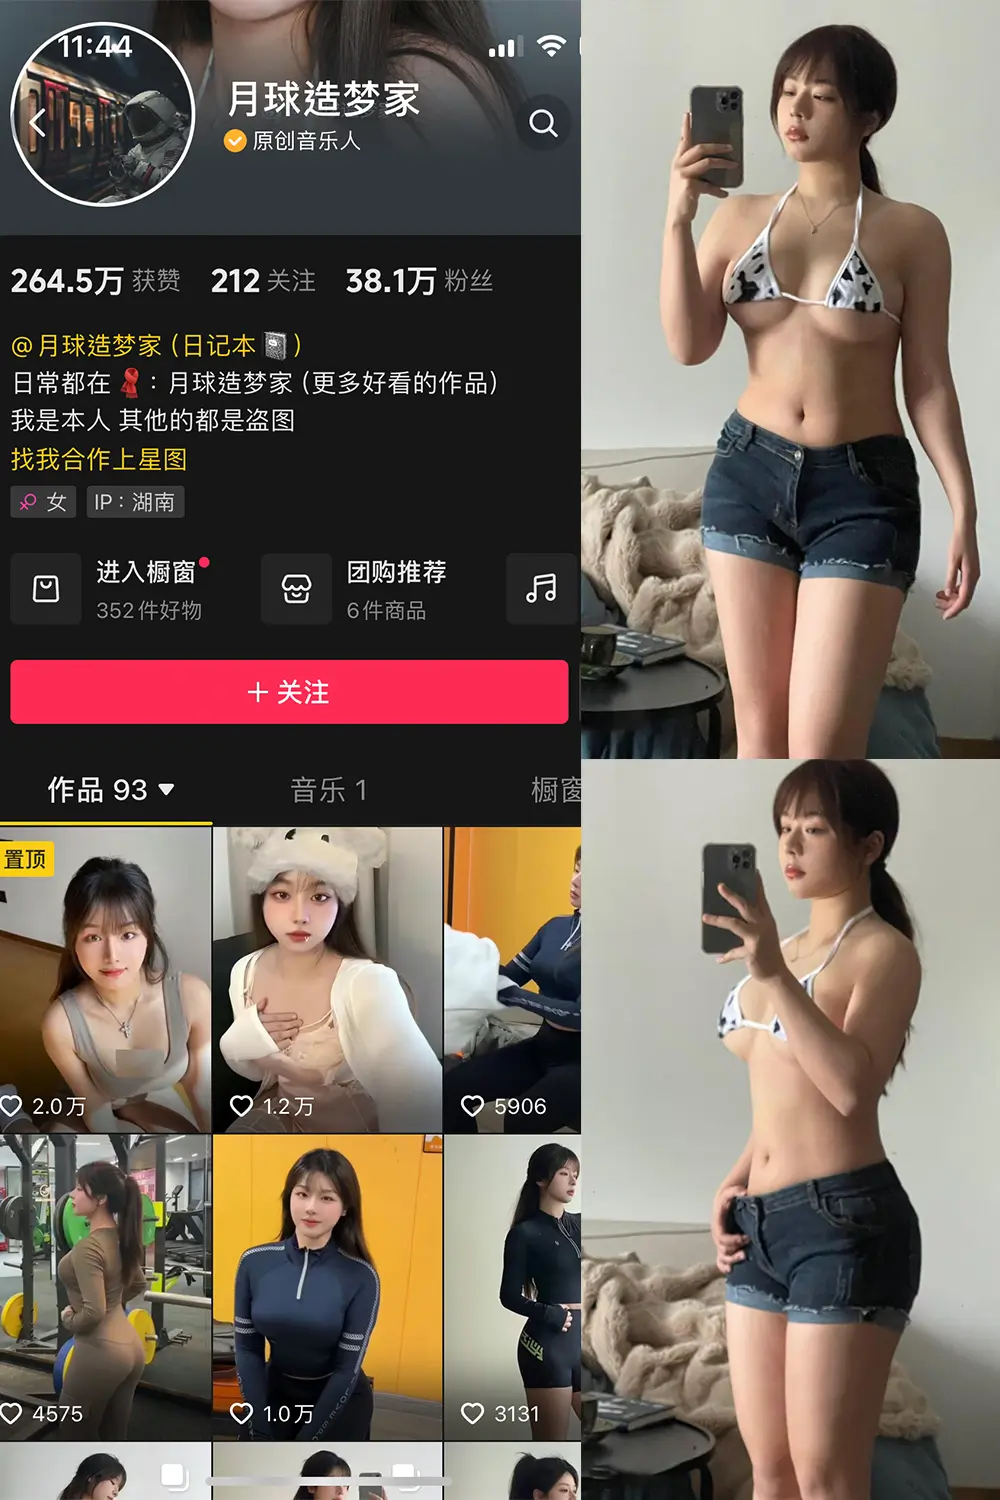 11:44
月球造梦家
原创音乐人
264.5万 获赞 212 关注 38.1万 粉丝
@月球造梦家（日记本📓）
日常都在🧣：月球造梦家（更多好看的作品）
我是本人 其他的都是盗图
找我合作上星图
女 IP：湖南
进入橱窗 团购推荐
352件好物 6件商品
+ 关注
作品 93 音乐 1 橱窗
置顶
2.0万 1.2万 5906
4575 1.0万 3131